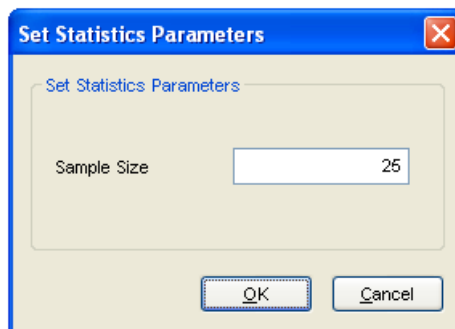 Set Statistics Parameters
Set Statistics Parameters
Sample Size 25
OK Cancel